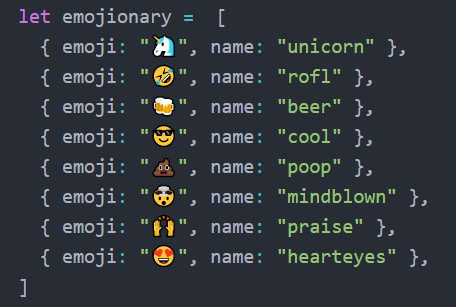 let emojionary = [
  { emoji: "🦄", name: "unicorn" },
  { emoji: "🤣", name: "rofl" },
  { emoji: "🍺", name: "beer" },
  { emoji: "😎", name: "cool" },
  { emoji: "💩", name: "poop" },
  { emoji: "🤯", name: "mindblown" },
  { emoji: "🙌", name: "praise" },
  { emoji: "😍", name: "hearteyes" },
]